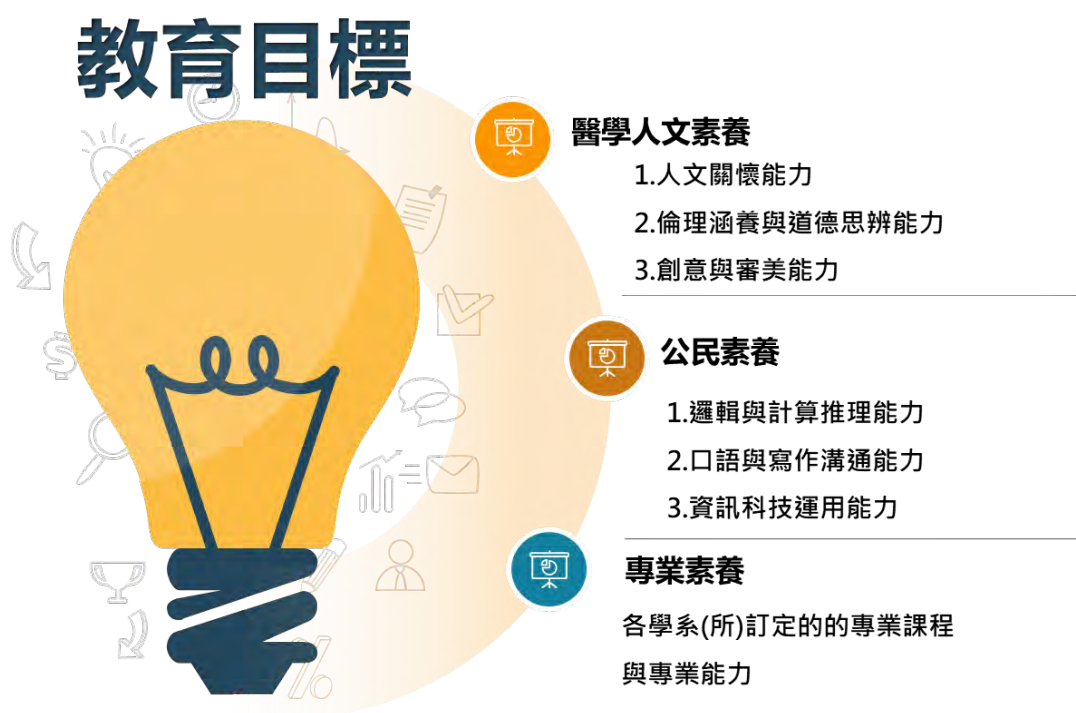 教育目標
醫學人文素養
1.人文關懷能力
2.倫理涵養與道德思辨能力
3.創意與審美能力
公民素養
1.邏輯與計算推理能力
2.口語與寫作溝通能力
3.資訊科技運用能力
專業素養
各學系(所)訂定的的專業課程
與專業能力